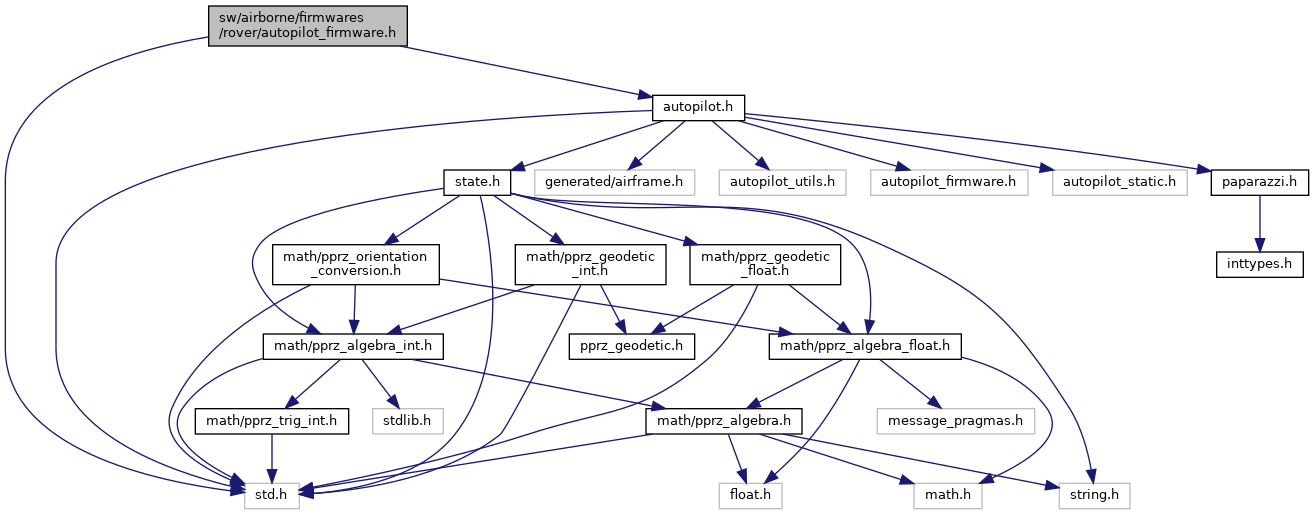 sw/airborne/firmwares
/rover/autopilot_firmware.h
autopilot.h
state.h
generated/airframe.h
autopilot_utils.h
autopilot_firmware.h
autopilot_static.h
paparazzi.h
math/pprz_orientation
_conversion.h
math/pprz_geodetic
_int.h
math/pprz_geodetic
_float.h
inttypes.h
math/pprz_algebra_int.h
pprz_geodetic.h
math/pprz_algebra_float.h
math/pprz_trig_int.h
stdlib.h
math/pprz_algebra.h
message_pragmas.h
std.h
float.h
math.h
string.h